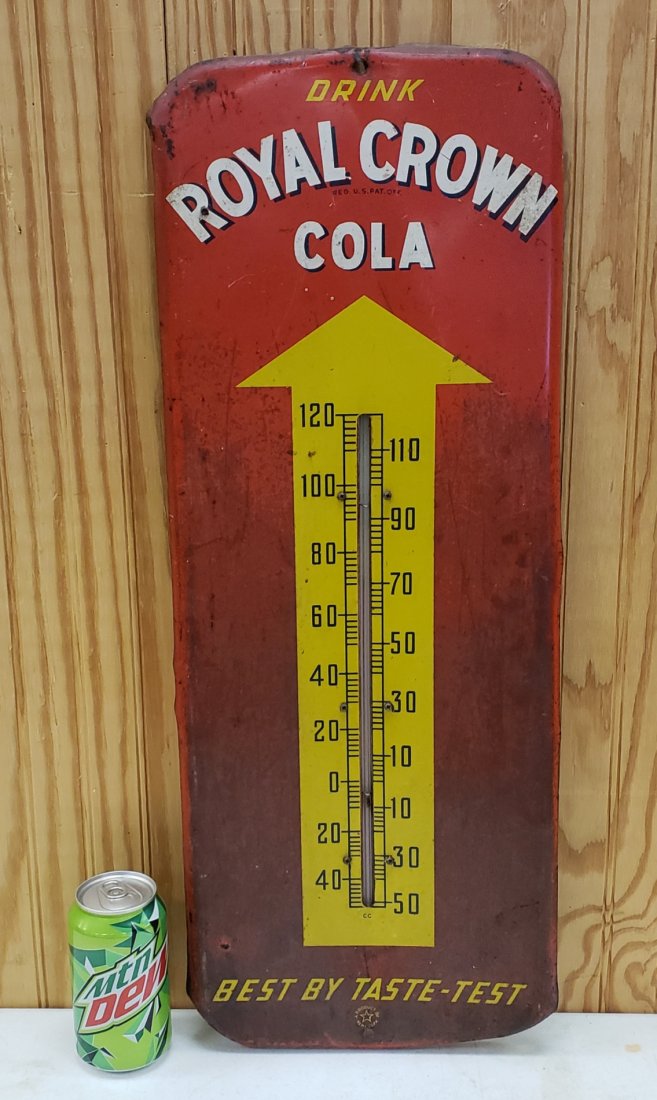 DRINK
ROYAL CROWN
REG. U.S. PAT. OFF.
COLA
120
110
100
90
80
70
60
50
40
30
20
10
0
10
20
30
40
50
CC
BEST BY TASTE-TEST
mtn
DEW